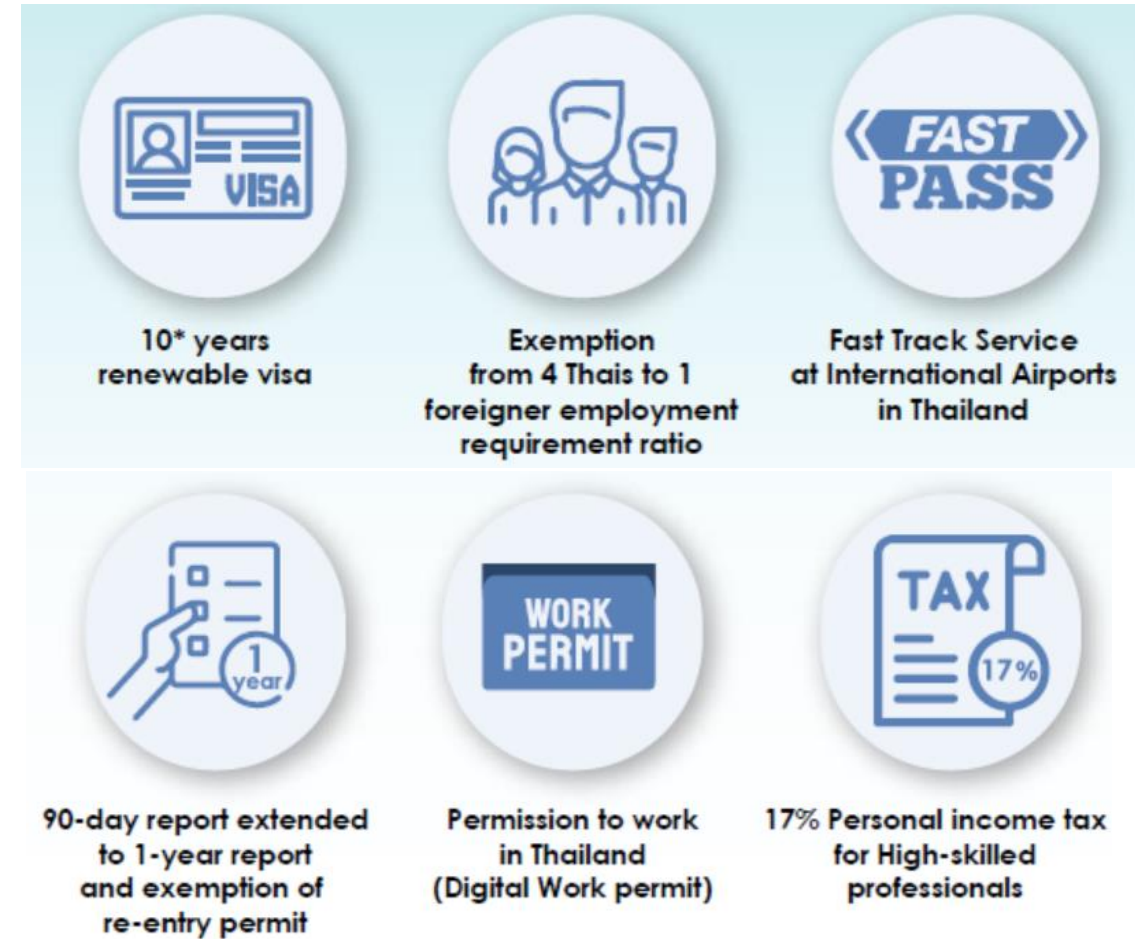 VISA
10* years
renewable visa
Exemption
from 4 Thais to 1
foreigner employment
requirement ratio
FAST
PASS
Fast Track Service
at International Airports
in Thailand
1
year
90-day report extended
to 1-year report
and exemption of
re-entry permit
WORK
PERMIT
Permission to work
in Thailand
(Digital Work permit)
TAX
17%
17% Personal income tax
for High-skilled
professionals